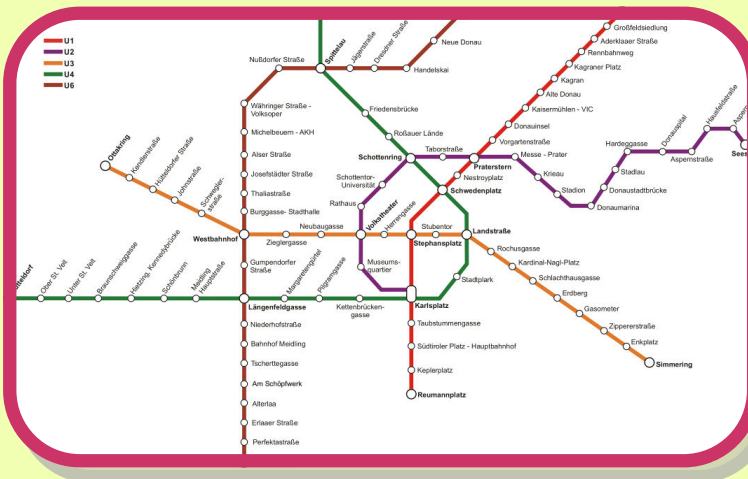 U1
U2
U3
U4
U6
Großfeldsiedlung
Aderklaaer Straße
Rennbahnweg
Kagraner Platz
Kagran
Alte Donau
Kaisermühlen - VIC
Donauinsel
Vorgartenstraße
Messe - Prater
Krieau
Stadion
Donaumarina
Donaustadtbrücke
Stadlau
Hardeggasse
Donauspital
Aspernstraße
Hausfeldstraße
Aspern
Sees
Neue Donau
Handelskai
Dresdner Straße
Jägerstraße
Spittelau
Nußdorfer Straße
Währinger Straße -
Volksoper
Michelbeuern - AKH
Alser Straße
Josefstädter Straße
Thaliastraße
Burggasse- Stadthalle
Westbahnhof
Gumpendorfer
Straße
Längenfeldgasse
Niederhofstraße
Bahnhof Meidling
Tscherttegasse
Am Schöpfwerk
Alterlaa
Erlaaer Straße
Perfektastraße
Friedensbrücke
Roßauer Lände
Schottenring
Taborstraße
Praterstern
Nestroyplatz
Schwedenplatz
Schottentor-
Universität
Rathaus
Volkstheater
Museums-
quartier
Herrengasse
Stephansplatz
Stubentor
Landstraße
Stadtpark
Karlsplatz
Taubstummengasse
Südtiroler Platz - Hauptbahnhof
Keplerplatz
Reumannplatz
Ottakring
Kendlerstraße
Hütteldorfer Straße
Johnstraße
Schwegler-
straße
Zieglergasse
Neubaugasse
Rochusgasse
Kardinal-Nagl-Platz
Schlachthausgasse
Erdberg
Gasometer
Zippererstraße
Enkplatz
Simmering
tteldorf
Ober St. Veit
Unter St. Veit
Braunschweiggasse
Hietzing, Kennedybrücke
Schönbrunn
Meidling
Hauptstraße
Margaretengürtel
Pilgramgasse
Kettenbrücken-
gasse